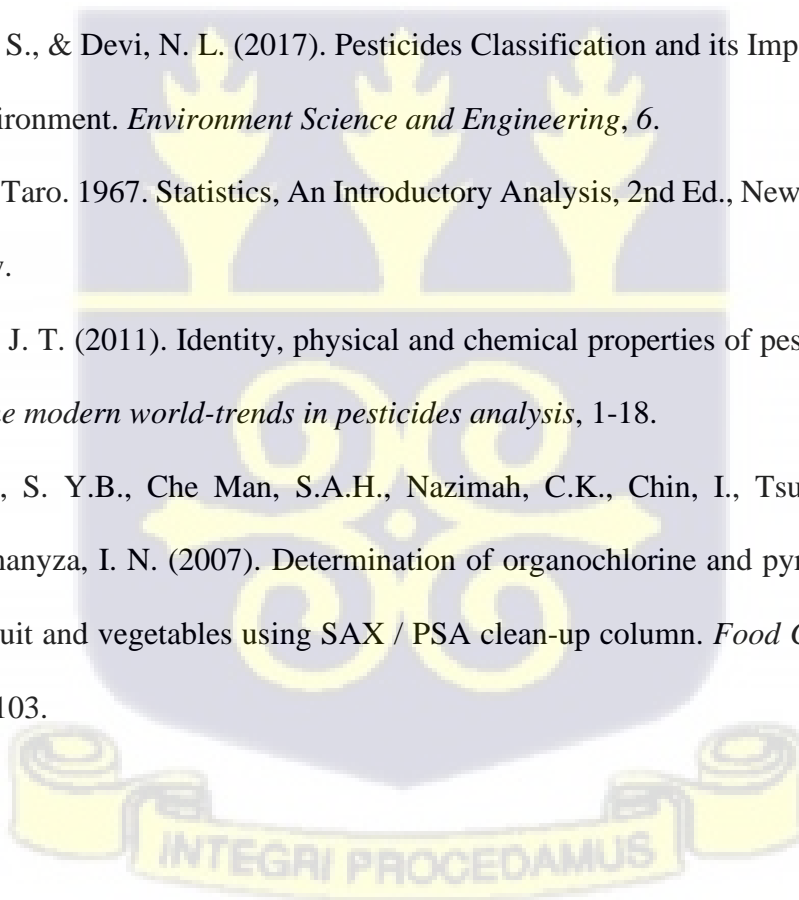 S., & Devi, N. L. (2017). Pesticides Classification and its Imp
ironment. Environment Science and Engineering, 6.
Taro. 1967. Statistics, An Introductory Analysis, 2nd Ed., New
J. T. (2011). Identity, physical and chemical properties of pes
e modern world-trends in pesticides analysis, 1-18.
, S. Y.B., Che Man, S.A.H., Nazimah, C.K., Chin, I., Tsu
nanyza, I. N. (2007). Determination of organochlorine and pyr
uit and vegetables using SAX / PSA clean-up column. Food C
103.
INTEGRI PROCEDAMUS